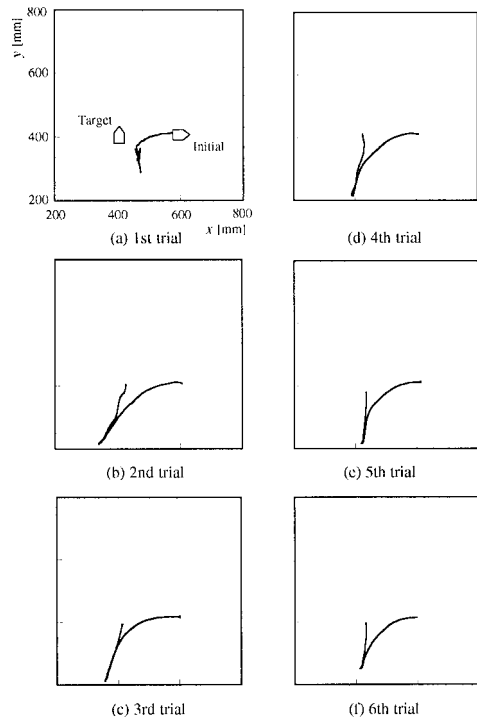 800
y [mm]
600
Target
400
Initial
200
200 400 600 800
x [mm]
(a) 1st trial
(d) 4th trial
(b) 2nd trial
(e) 5th trial
(c) 3rd trial
(f) 6th trial